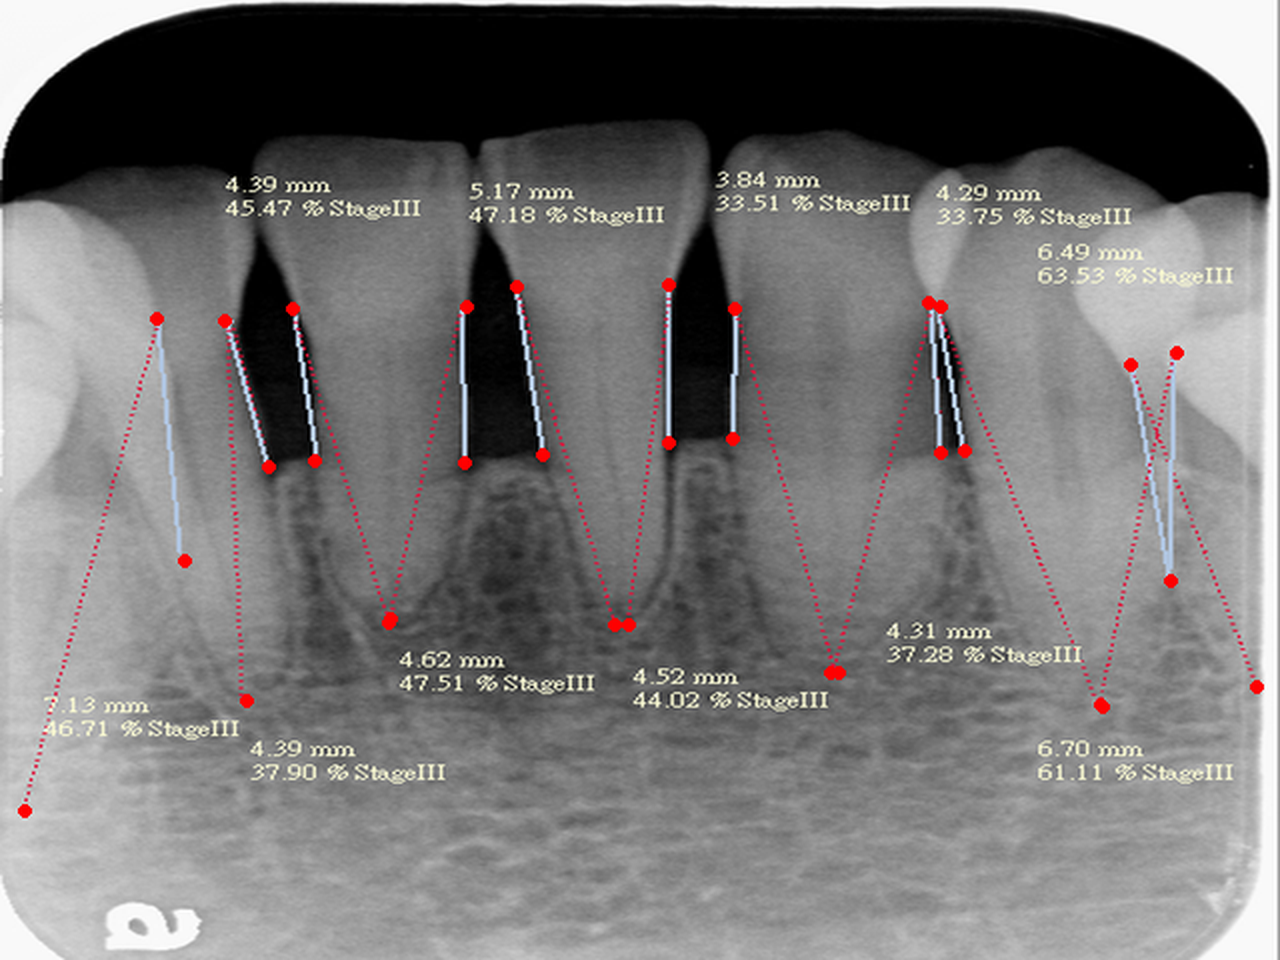 4.39 mm
45.47 % StageIII
5.17 mm
47.18 % StageIII
3.84 mm
33.51 % StageIII
4.29 mm
33.75 % StageIII
6.49 mm
63.53 % StageIII
4.31 mm
37.28 % StageIII
4.62 mm
47.51 % StageIII
4.52 mm
44.02 % StageIII
7.13 mm
46.71 % StageIII
4.39 mm
37.90 % StageIII
6.70 mm
61.11 % StageIII